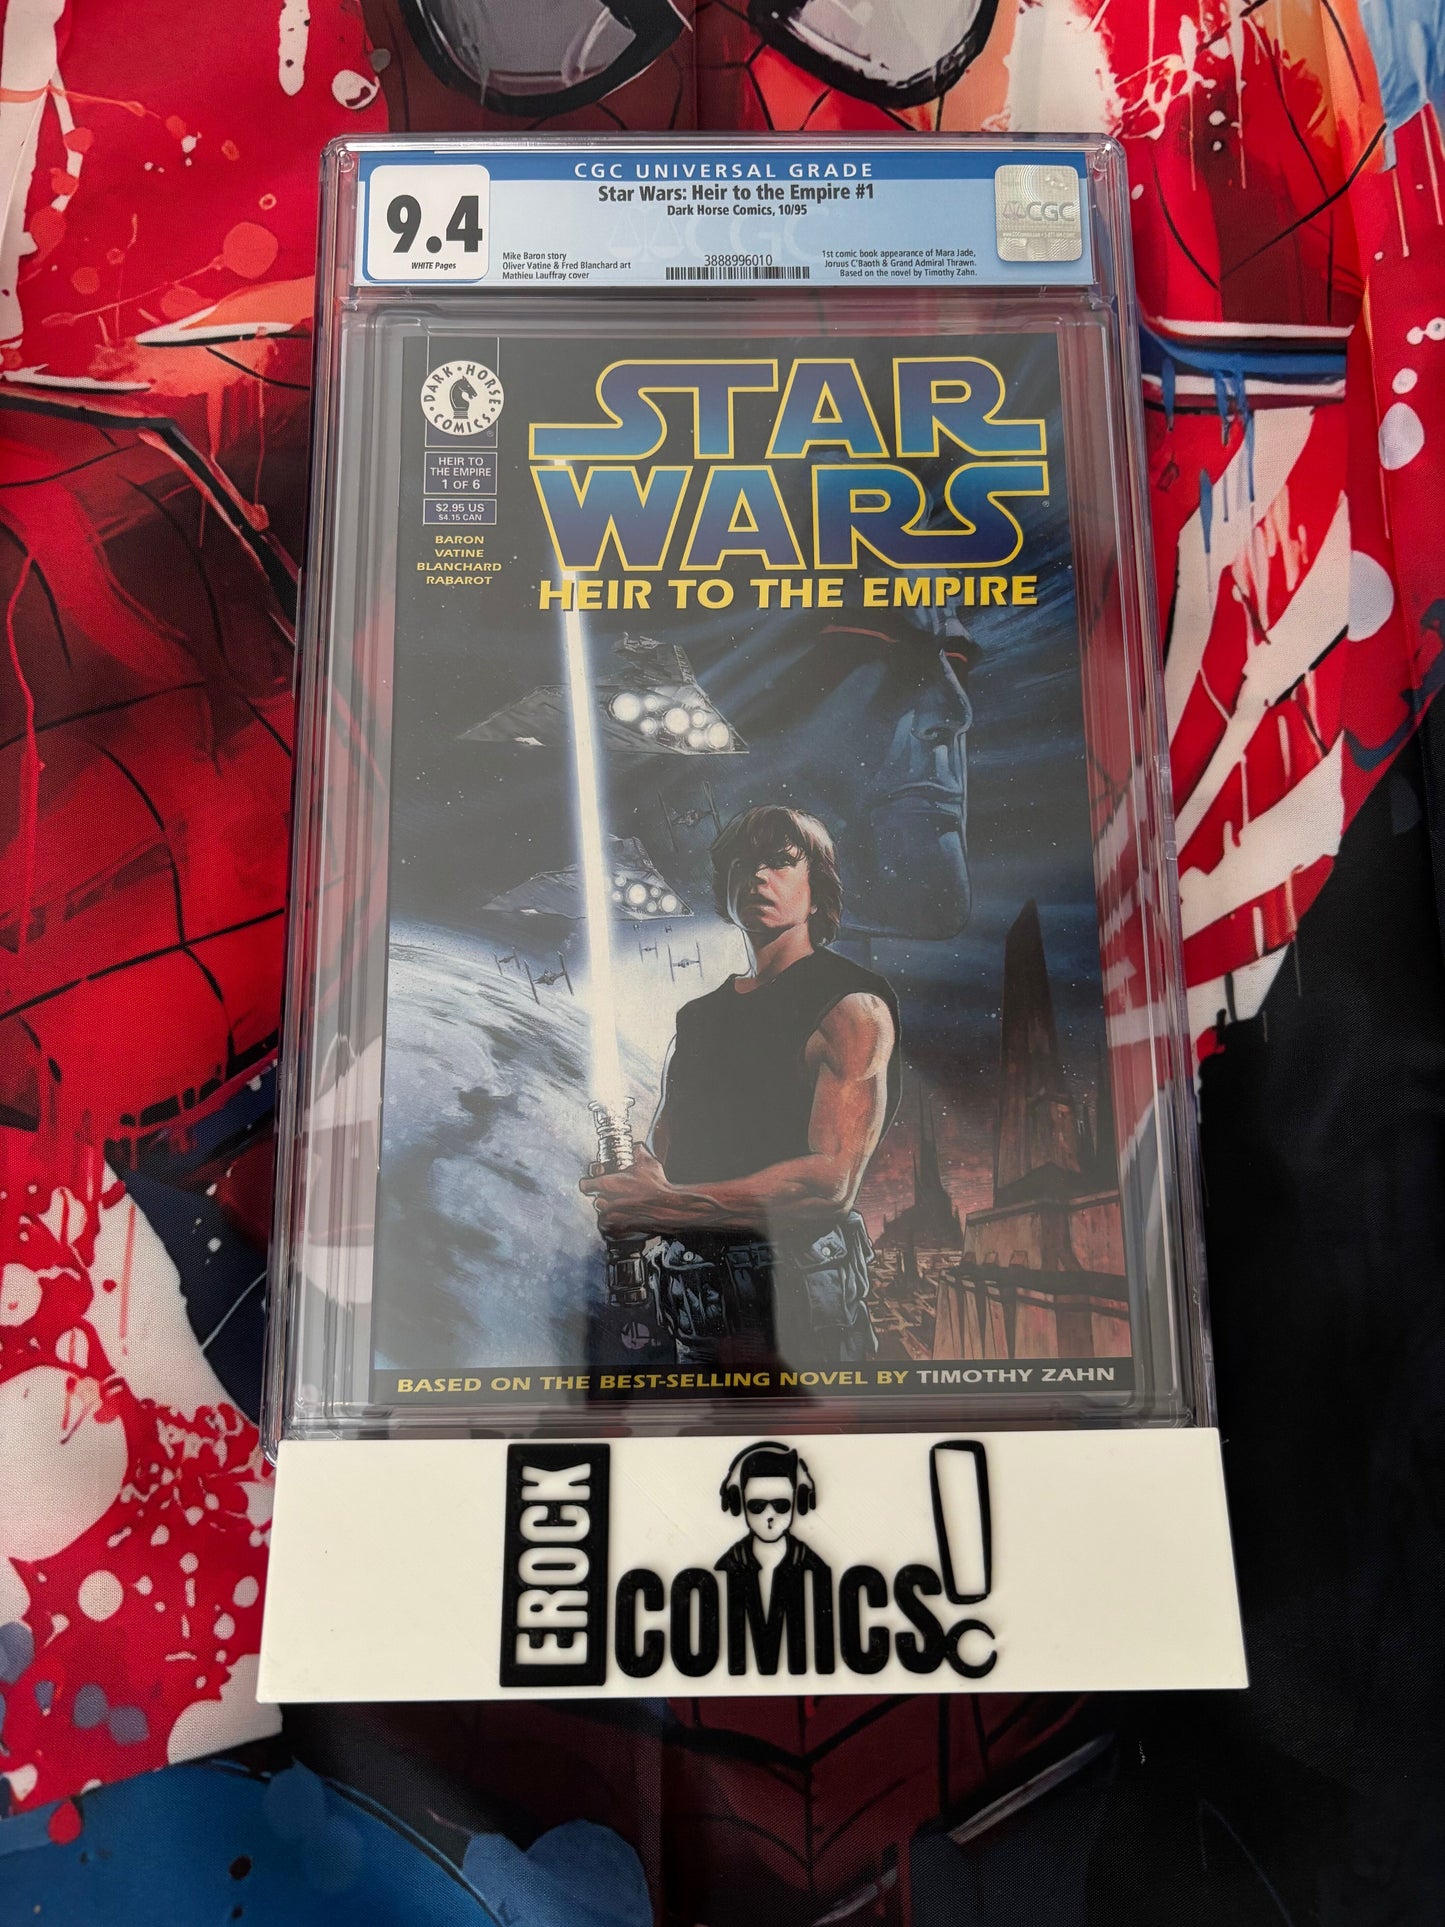 CGC UNIVERSAL GRADE
9.4
WHITE Pages
Star Wars: Heir to the Empire #1
Dark Horse Comics, 10/95
Mike Baron story
Oliver Vatine & Fred Blanchard art
Mathieu Lauffray cover
3888996010
1st comic book appearance of Mara Jade,
Joruus C'Baoth & Grand Admiral Thrawn.
Based on the novel by Timothy Zahn.
CGC
DARK HORSE COMICS
HEIR TO
THE EMPIRE
1 OF 6
$2.95 US
$4.15 CAN
BARON
VATINE
BLANCHARD
RABAROT
STAR
WARS
HEIR TO THE EMPIRE
BASED ON THE BEST-SELLING NOVEL BY TIMOTHY ZAHN
EROCK
COMICS!